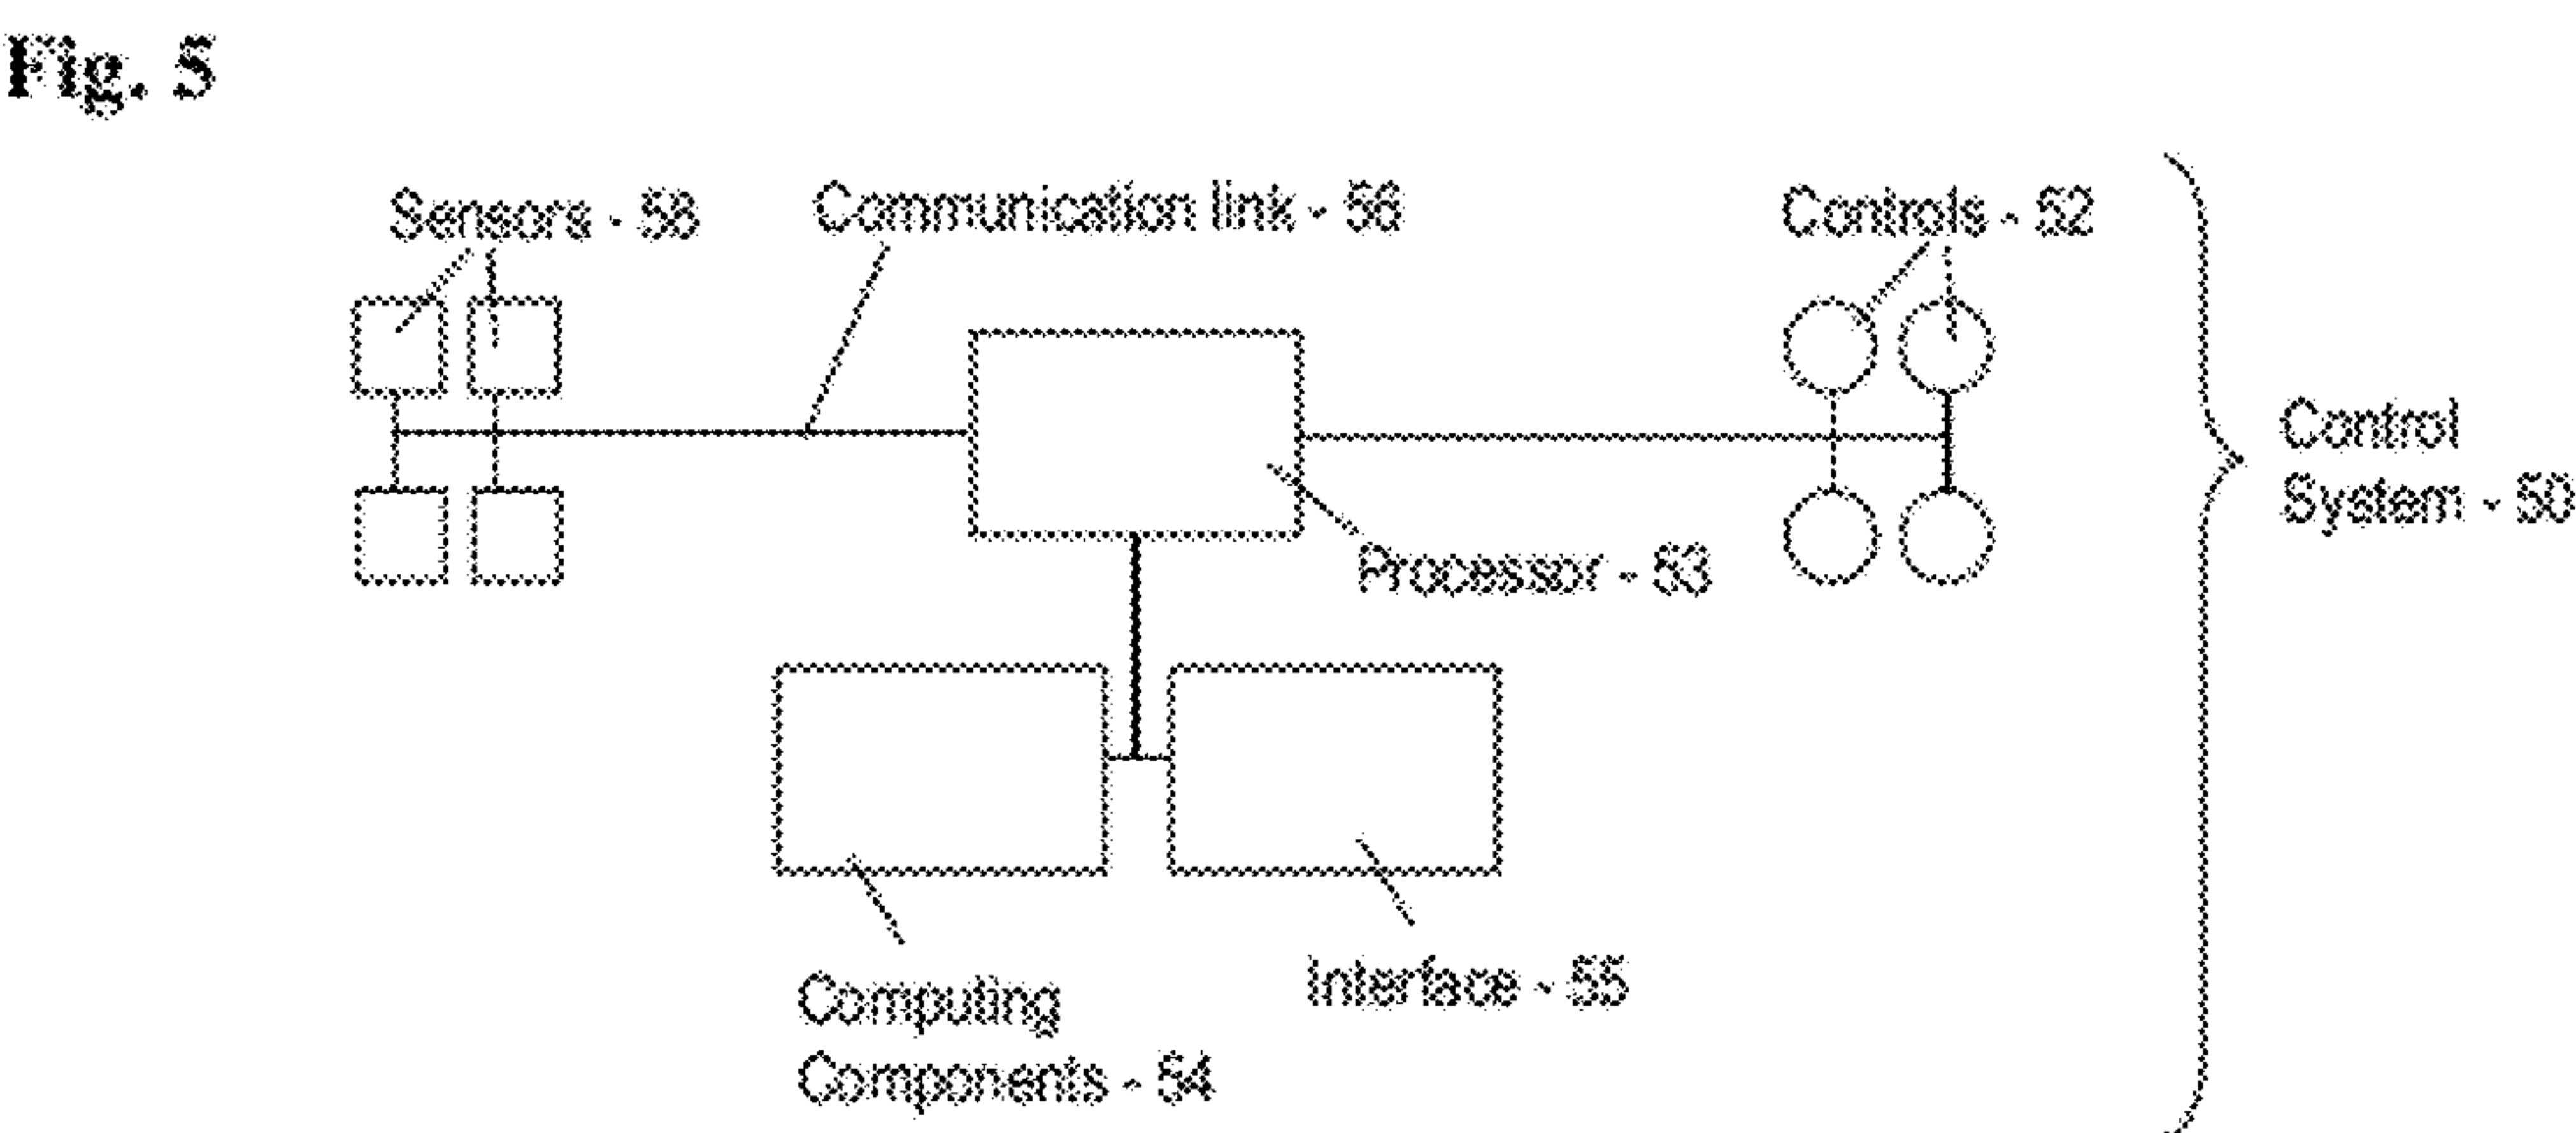 Fig. 5
Sensors - 58
Communication link - 56
Controls - 52
Control
System - 50
Processor - 53
Computing
Components - 54
Interface - 55